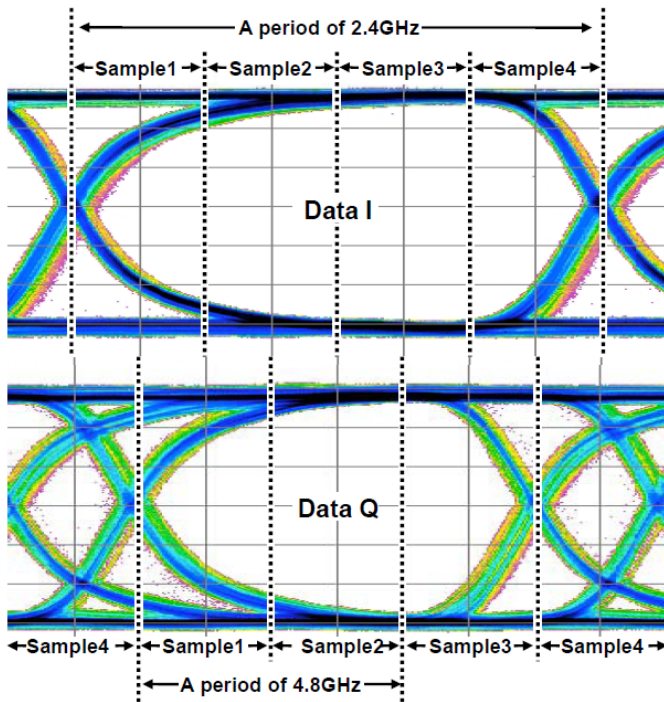 A period of 2.4GHz
Sample1 Sample2 Sample3 Sample4
Data I
Data Q
Sample4 Sample1 Sample2 Sample3 Sample4
A period of 4.8GHz